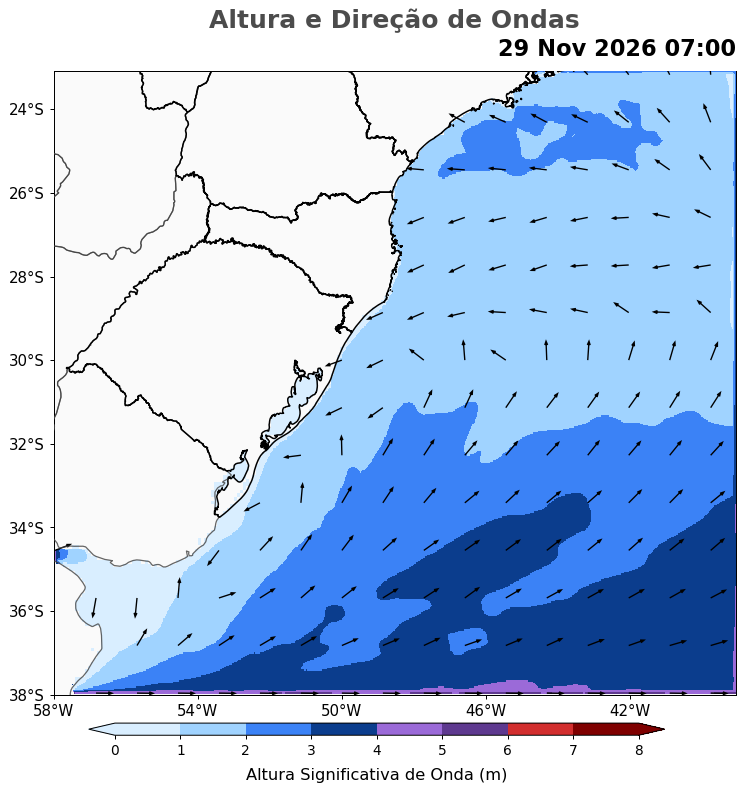 Altura e Direção de Ondas
29 Nov 2026 07:00
24°S
26°S
28°S
30°S
32°S
34°S
36°S
38°S
58°W 54°W 50°W 46°W 42°W
0 1 2 3 4 5 6 7 8
Altura Significativa de Onda (m)